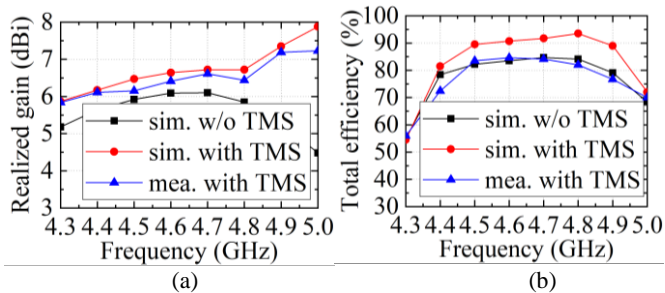 Realized gain (dBi)
8
7
6
5
4
3
sim. w/o TMS
sim. with TMS
mea. with TMS
4.3 4.4 4.5 4.6 4.7 4.8 4.9 5.0
Frequency (GHz)
(a)
Total efficiency (%)
100
90
80
70
60
50
40
30
sim. w/o TMS
sim. with TMS
mea. with TMS
4.3 4.4 4.5 4.6 4.7 4.8 4.9 5.0
Frequency (GHz)
(b)